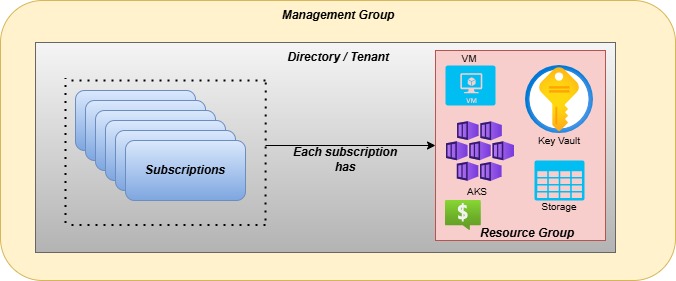 Management Group
Directory / Tenant
VM
VM
Key Vault
Subscriptions
Each subscription
has
AKS
Storage
$
Resource Group